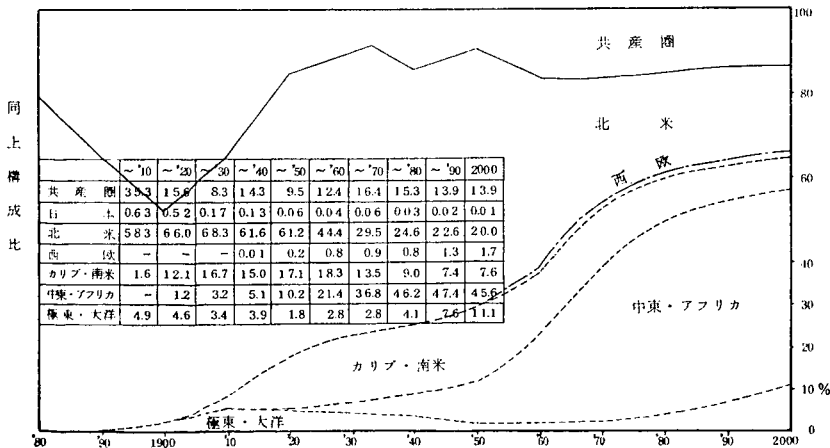 同上構成比
100
共産圏
80
北米
西欧
60
~'10 ~'20 ~'30 ~'40 ~'50 ~'60 ~'70 ~'80 ~'90 2000
共産圏 35.3 15.6 8.3 14.3 9.5 12.4 16.4 15.3 13.9 13.9
日本 0.63 0.52 0.17 0.13 0.06 0.04 0.06 0.03 0.02 0.01
北米 58.3 66.0 68.3 61.6 61.2 44.4 29.5 24.6 22.6 20.0
西欧 - - - 0.01 0.2 0.8 0.9 0.8 1.3 1.7
カリブ・南米 1.6 12.1 16.7 15.0 17.1 18.3 13.5 9.0 7.4 7.6
中東・アフリカ - 1.2 3.2 5.1 10.2 21.4 36.8 46.2 47.4 45.6
極東・大洋 4.9 4.6 3.4 3.9 1.8 2.8 2.8 4.1 7.6 11.1
40
中東・アフリカ
30
20
カリブ・南米
10%
極東・大洋
0
'80 '90 1900 '10 '20 '30 '40 '50 '60 '70 '80 '90 2000